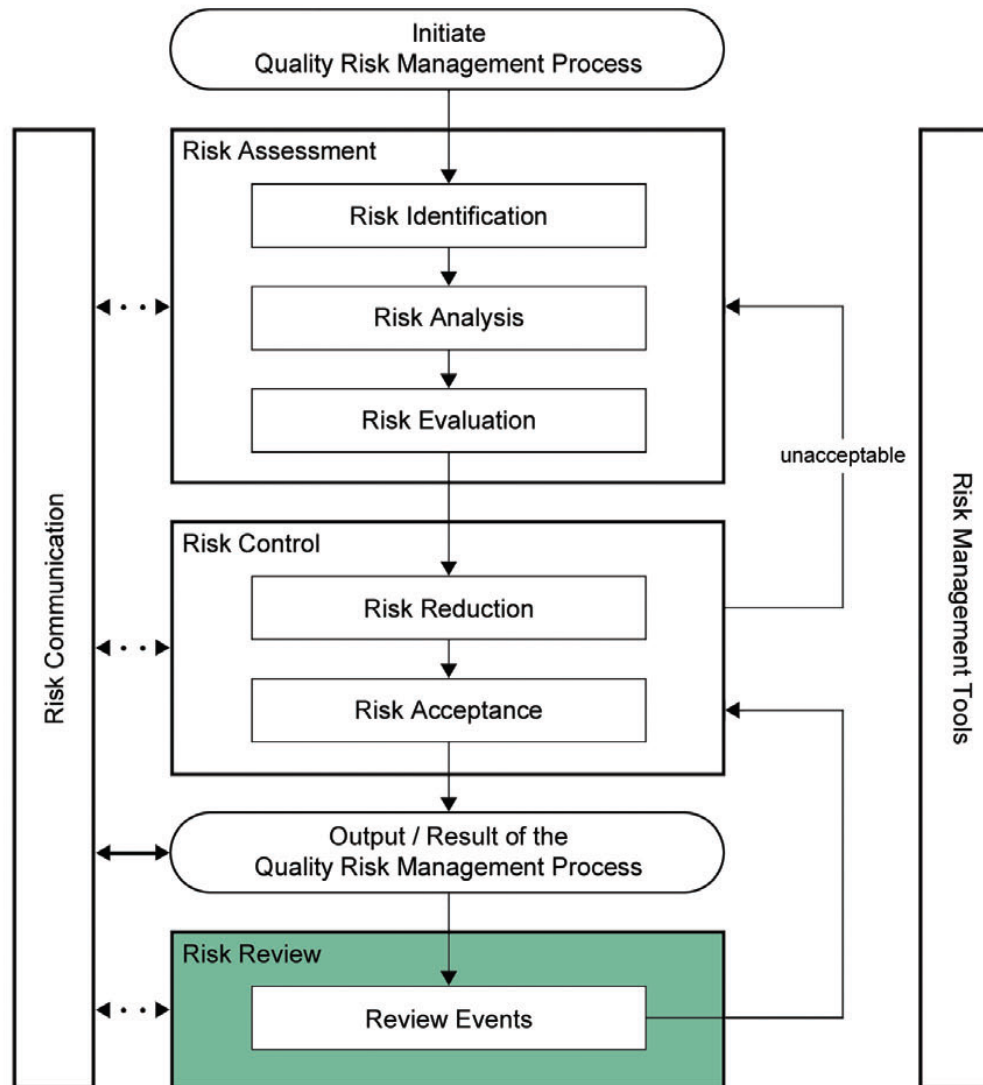 Initiate
Quality Risk Management Process
Risk Assessment
Risk Identification
Risk Analysis
Risk Evaluation
unacceptable
Risk Control
Risk Reduction
Risk Acceptance
Output / Result of the
Quality Risk Management Process
Risk Review
Review Events
Risk Communication
Risk Management Tools